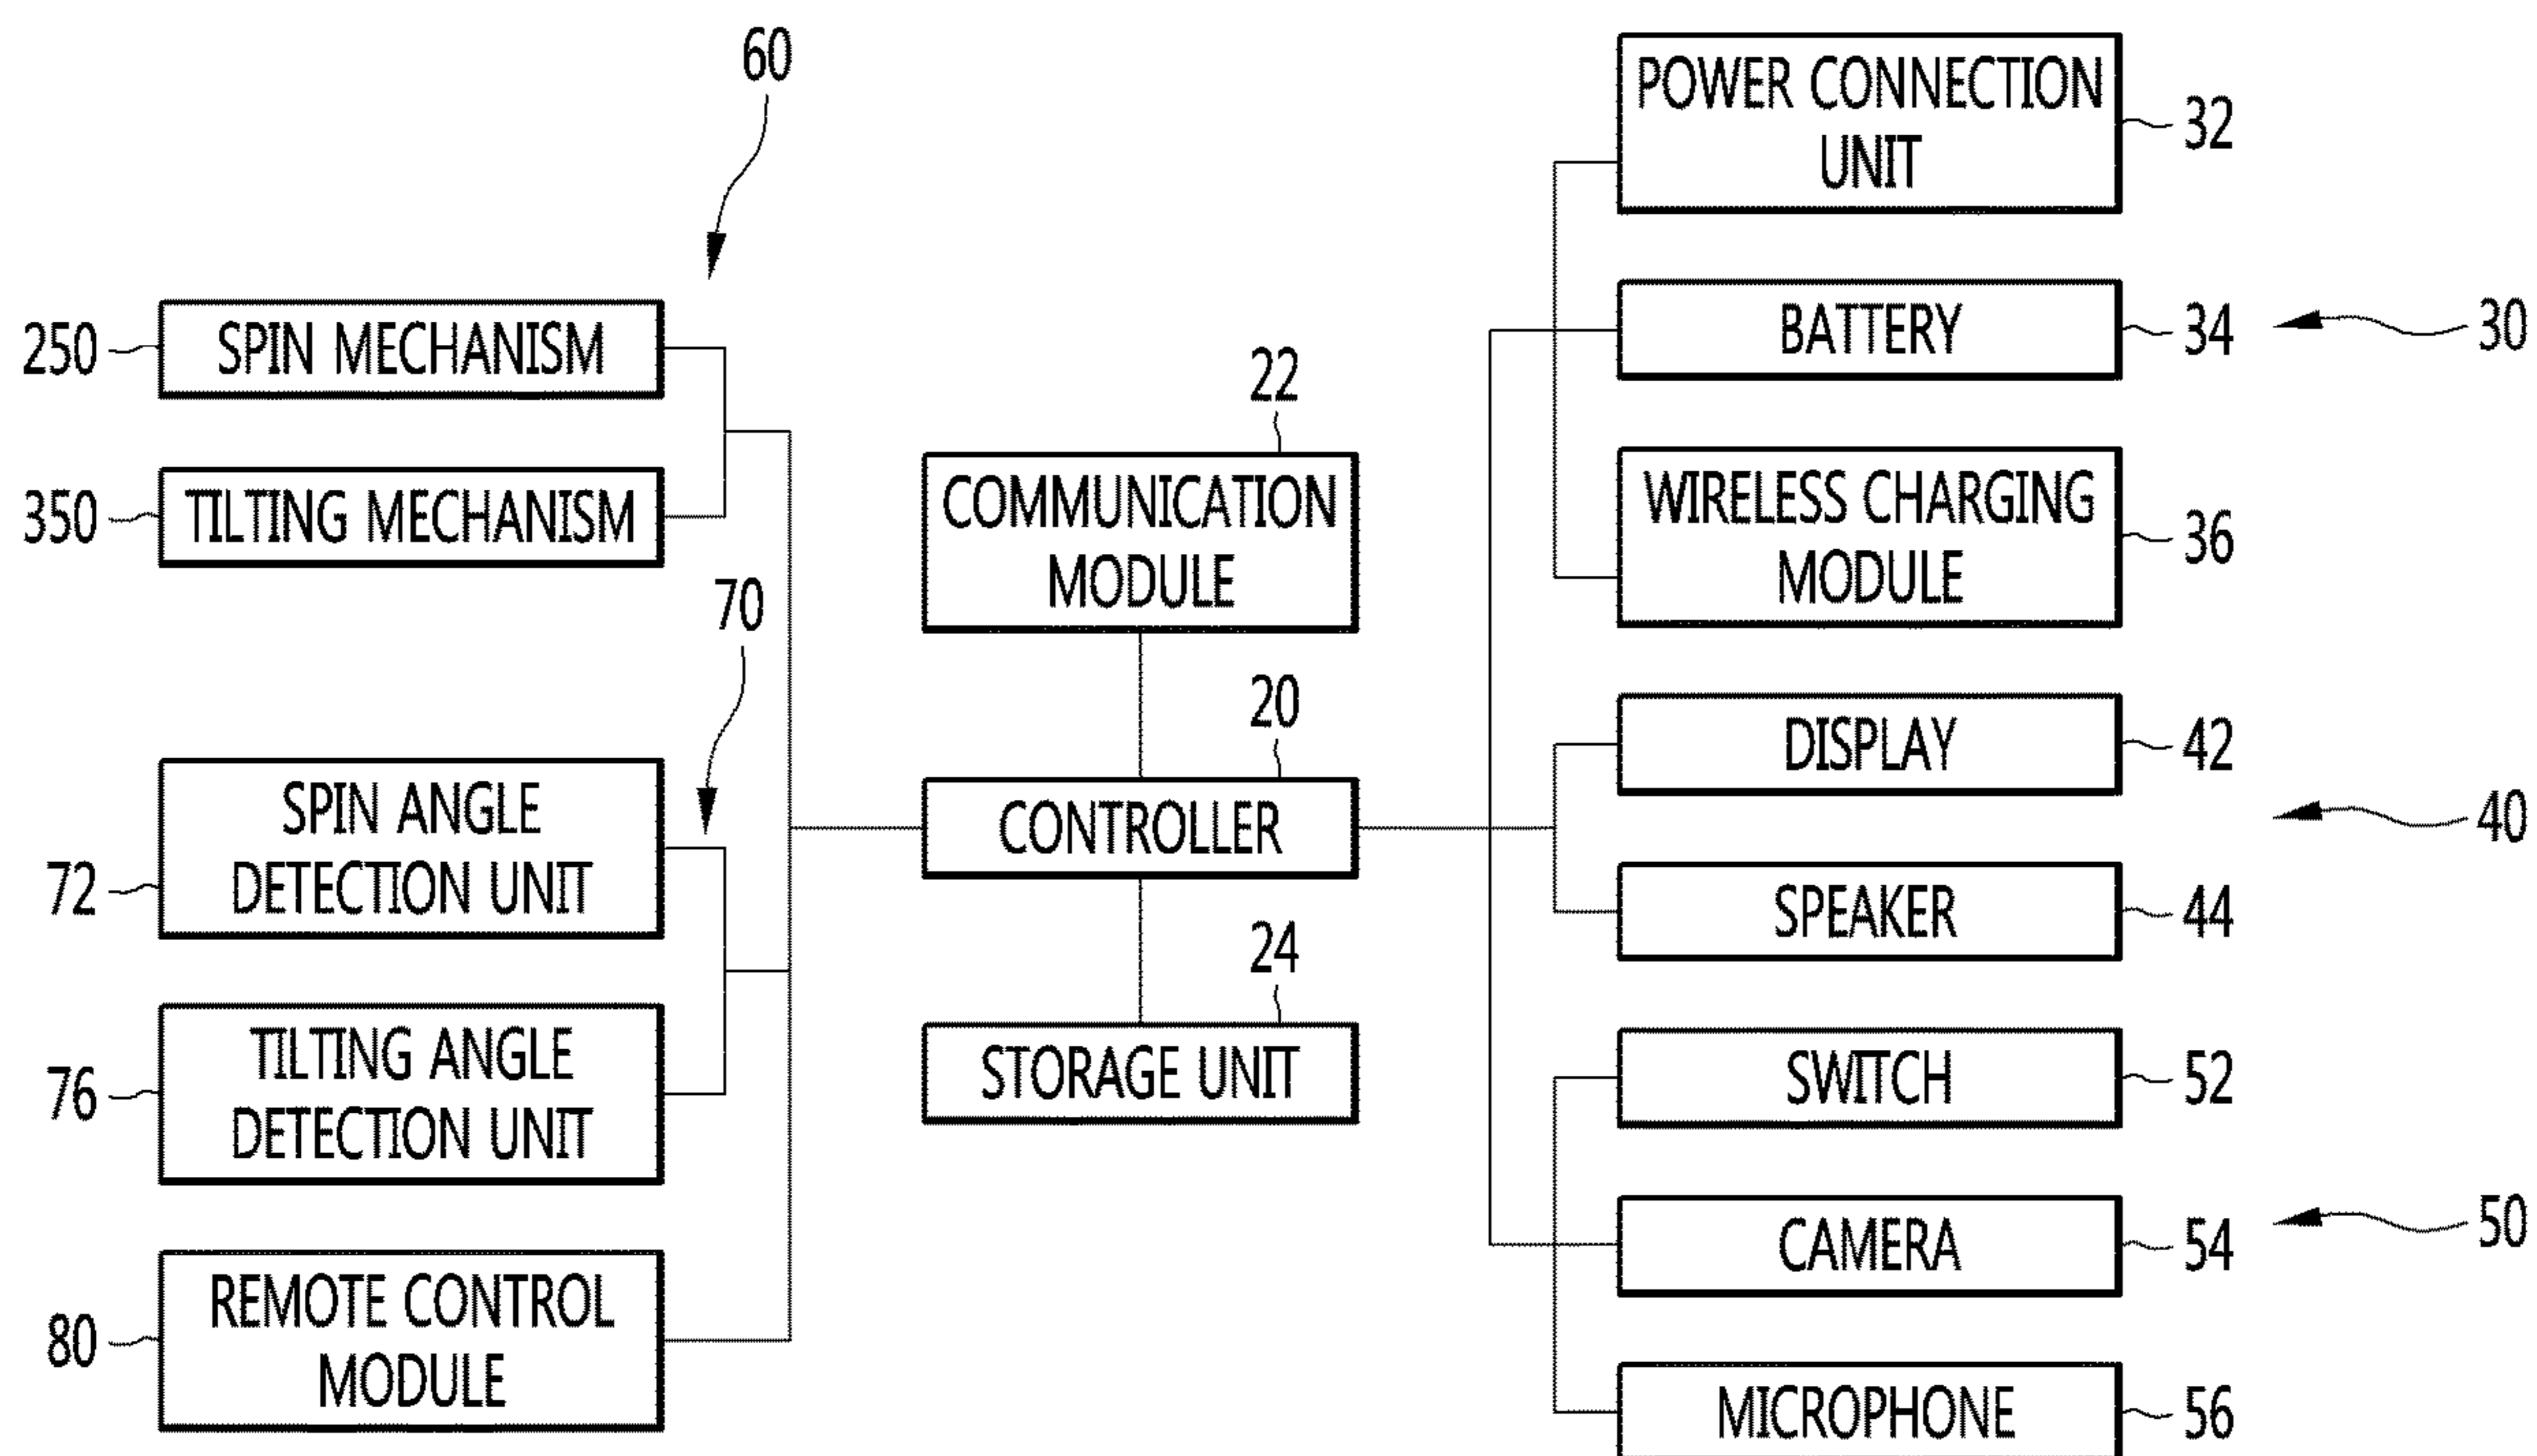 60
250
SPIN MECHANISM
350
TILTING MECHANISM
70
72
SPIN ANGLE
DETECTION UNIT
76
TILTING ANGLE
DETECTION UNIT
80
REMOTE CONTROL
MODULE
22
COMMUNICATION
MODULE
20
CONTROLLER
24
STORAGE UNIT
POWER CONNECTION
UNIT
32
BATTERY
34
30
WIRELESS CHARGING
MODULE
36
DISPLAY
42
40
SPEAKER
44
SWITCH
52
CAMERA
54
50
MICROPHONE
56